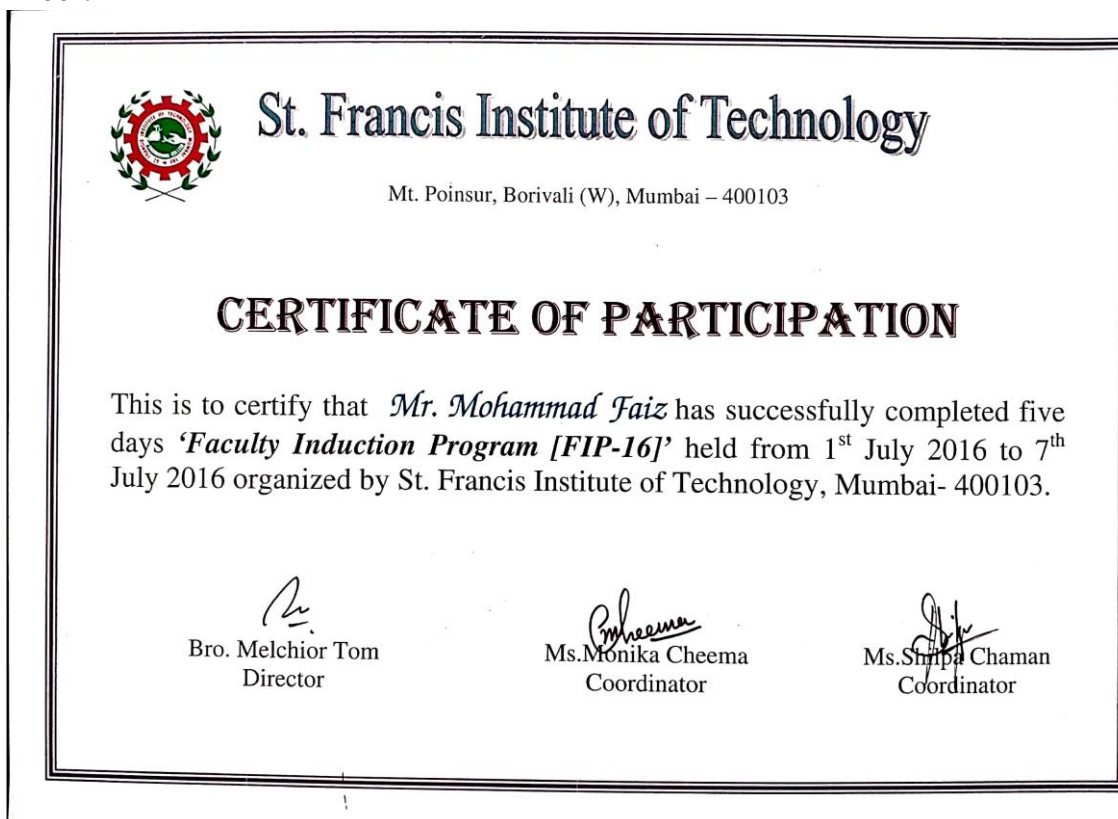 St. Francis Institute of Technology
Mt. Poinsur, Borivali (W), Mumbai – 400103
CERTIFICATE OF PARTICIPATION
This is to certify that Mr. Mohammad Faiz has successfully completed five
days ‘Faculty Induction Program [FIP-16]’ held from 1st July 2016 to 7th
July 2016 organized by St. Francis Institute of Technology, Mumbai- 400103.
Bro. Melchior Tom
Director
Ms.Monika Cheema
Coordinator
Ms.Shilpa Chaman
Coordinator